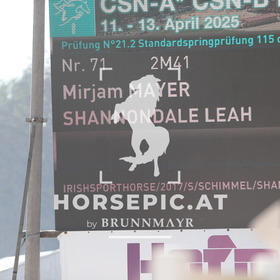 CSN-A* CSN-B
11. - 13. April 2025
Prüfung N°21.2 Standardspringprüfung 115 c
Nr. 71 2M41
Mirjam MAYER
SHANNONDALE LEAH
IRISHSPORTHORSE/2017/S/SCHIMMEL/SHA
HORSEPIC.AT
by BRUNNMAYR